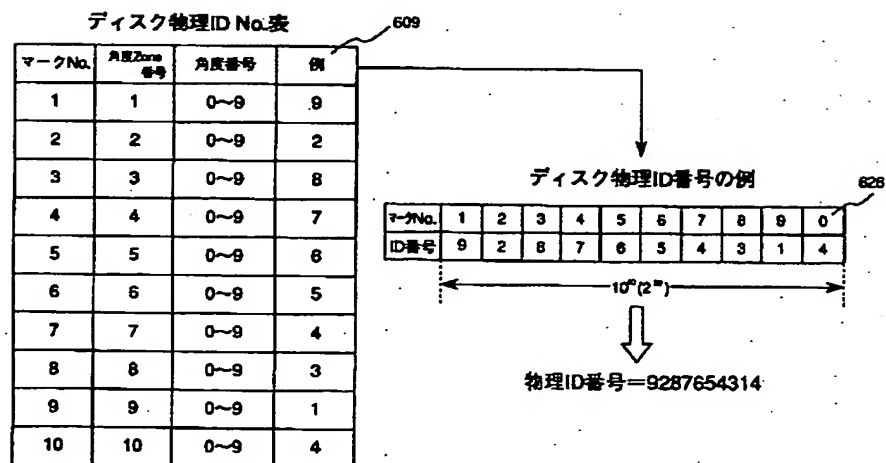 ディスク物理ID No.表
609
マークNo. 角度Zone番号 角度番号 例
1 1 0〜9 9
2 2 0〜9 2
3 3 0〜9 8
4 4 0〜9 7
5 5 0〜9 6
6 6 0〜9 5
7 7 0〜9 4
8 8 0〜9 3
9 9 0〜9 1
10 10 0〜9 4
ディスク物理ID番号の例
628
マークNo. 1 2 3 4 5 6 7 8 9 0
ID番号 9 2 8 7 6 5 4 3 1 4
物理ID番号=9287654314